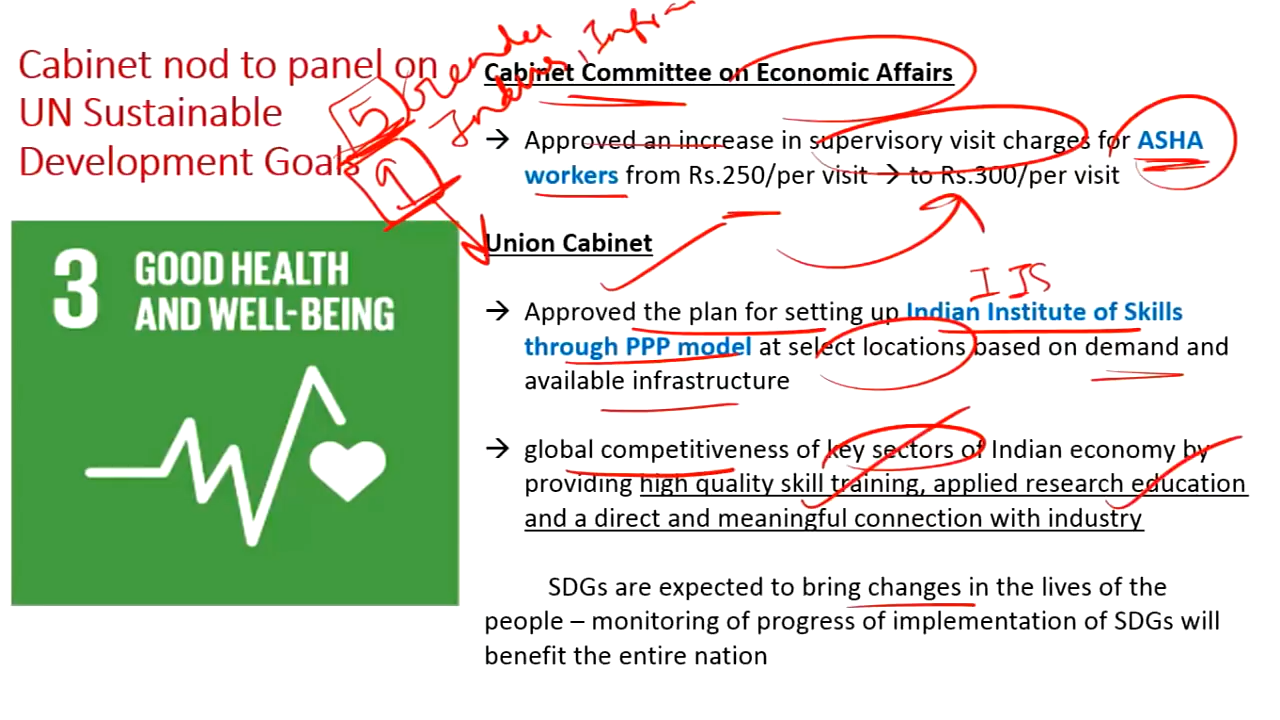 Cabinet nod to panel on
UN Sustainable
Development Goals
5
9
3 GOOD HEALTH
AND WELL-BEING
Cabinet Committee on Economic Affairs
→ Approved an increase in supervisory visit charges for ASHA
workers from Rs.250/per visit → to Rs.300/per visit
Union Cabinet
IIS
→ Approved the plan for setting up Indian Institute of Skills
through PPP model at select locations based on demand and
available infrastructure
→ global competitiveness of key sectors of Indian economy by
providing high quality skill training, applied research education
and a direct and meaningful connection with industry
SDGs are expected to bring changes in the lives of the
people – monitoring of progress of implementation of SDGs will
benefit the entire nation